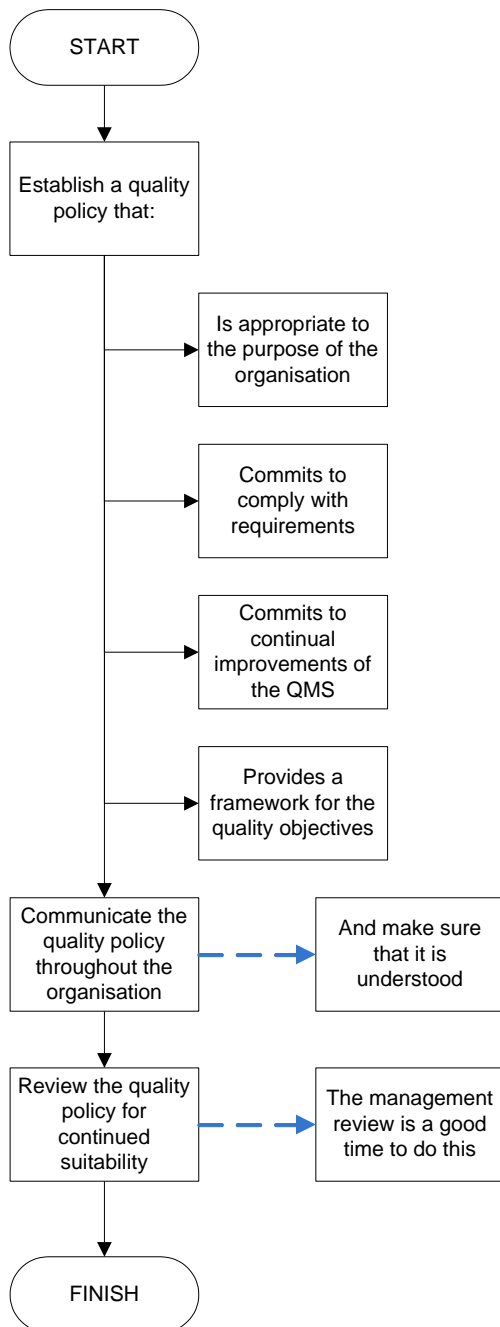 START
Establish a quality
policy that:
Is appropriate to
the purpose of the
organisation
Commits to
comply with
requirements
Commits to
continual
improvements of
the QMS
Provides a
framework for the
quality objectives
Communicate the
quality policy
throughout the
organisation
And make sure
that it is
understood
Review the quality
policy for
continued
suitability
The management
review is a good
time to do this
FINISH